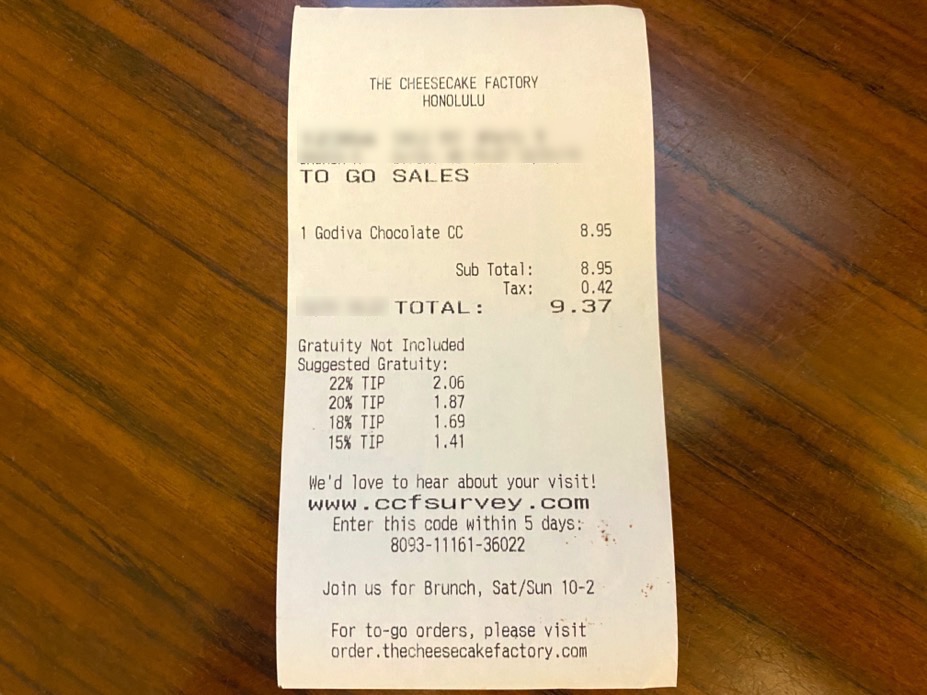 THE CHEESECAKE FACTORY
HONOLULU
TO GO SALES
1 Godiva Chocolate CC 8.95
Sub Total: 8.95
Tax: 0.42
TOTAL: 9.37
Gratuity Not Included
Suggested Gratuity:
22% TIP 2.06
20% TIP 1.87
18% TIP 1.69
15% TIP 1.41
We'd love to hear about your visit!
www.ccfsurvey.com
Enter this code within 5 days:
8093-11161-36022
Join us for Brunch, Sat/Sun 10-2
For to-go orders, please visit
order.thecheesecakefactory.com